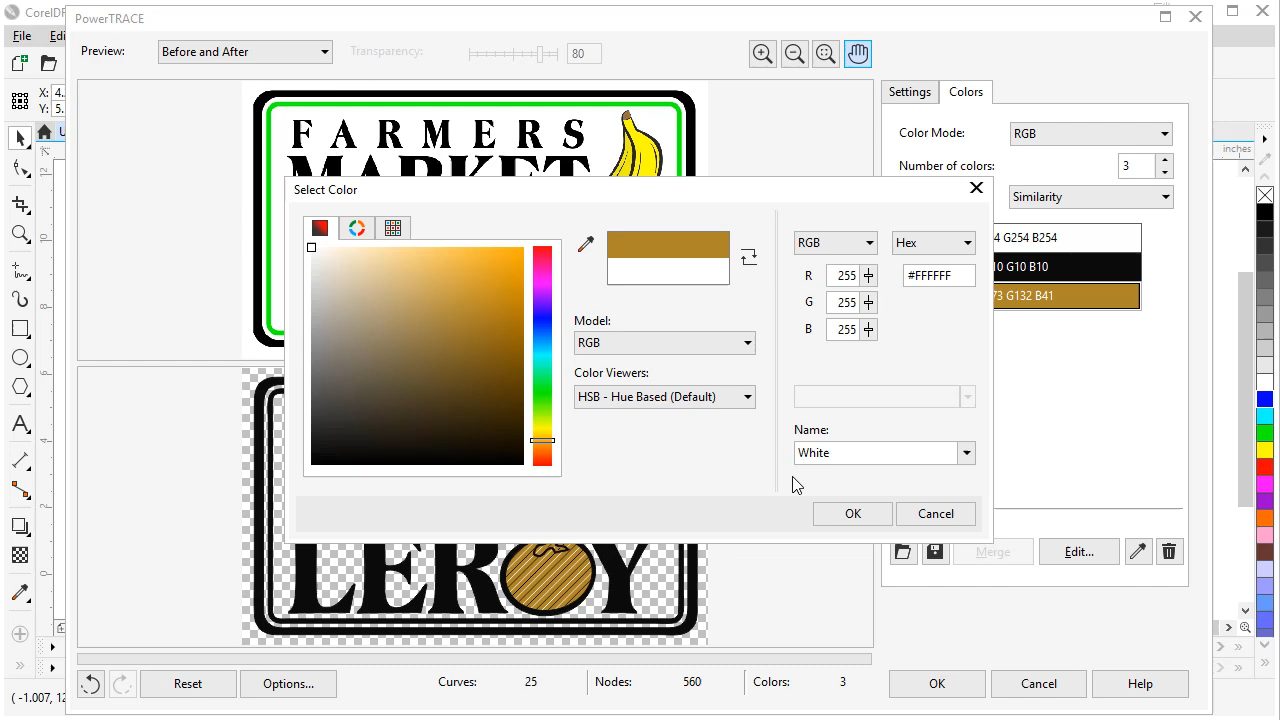 CorelDR
PowerTRACE
File
Edi
Preview:
Before and After
Transparency:
80
Settings
Colors
X: 4.
Y: 5.
Color Mode:
RGB
FARMERS
Number of colors:
3
MARKET
inches
Select Color
Similarity
4 G254 B254
RGB
Hex
10 G10 B10
R
255
#FFFFFF
73 G132 B41
G
255
Model:
B
255
RGB
Color Viewers:
HSB - Hue Based (Default)
Name:
White
OK
Cancel
Merge
Edit...
LEROY
Reset
Options...
Curves:
25
Nodes:
560
Colors:
3
OK
Cancel
Help
( -1.007, 12